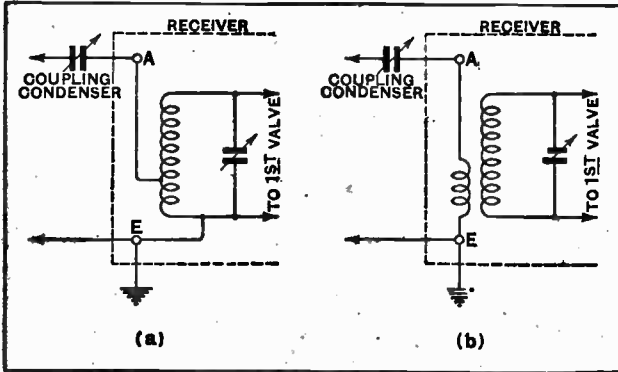 RECEIVER
A
COUPLING
CONDENSER
TO 1ST VALVE
E
(a)
RECEIVER
A
COUPLING
CONDENSER
TO 1ST VALVE
E
(b)